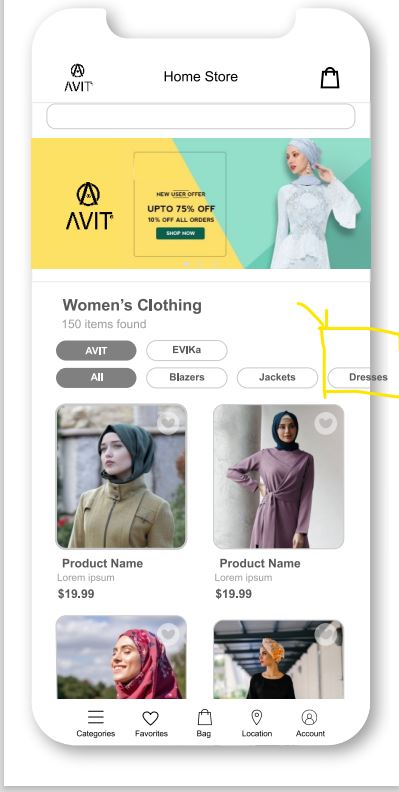 AVIT
Home Store
AVIT
NEW USER OFFER
UPTO 75% OFF
10% OFF ALL ORDERS
SHOP NOW
Women's Clothing
150 items found
AVIT
EVIKa
All
Blazers
Jackets
Dresses
Product Name
Lorem ipsum
$19.99
Product Name
Lorem ipsum
$19.99
Categories
Favorites
Bag
Location
Account